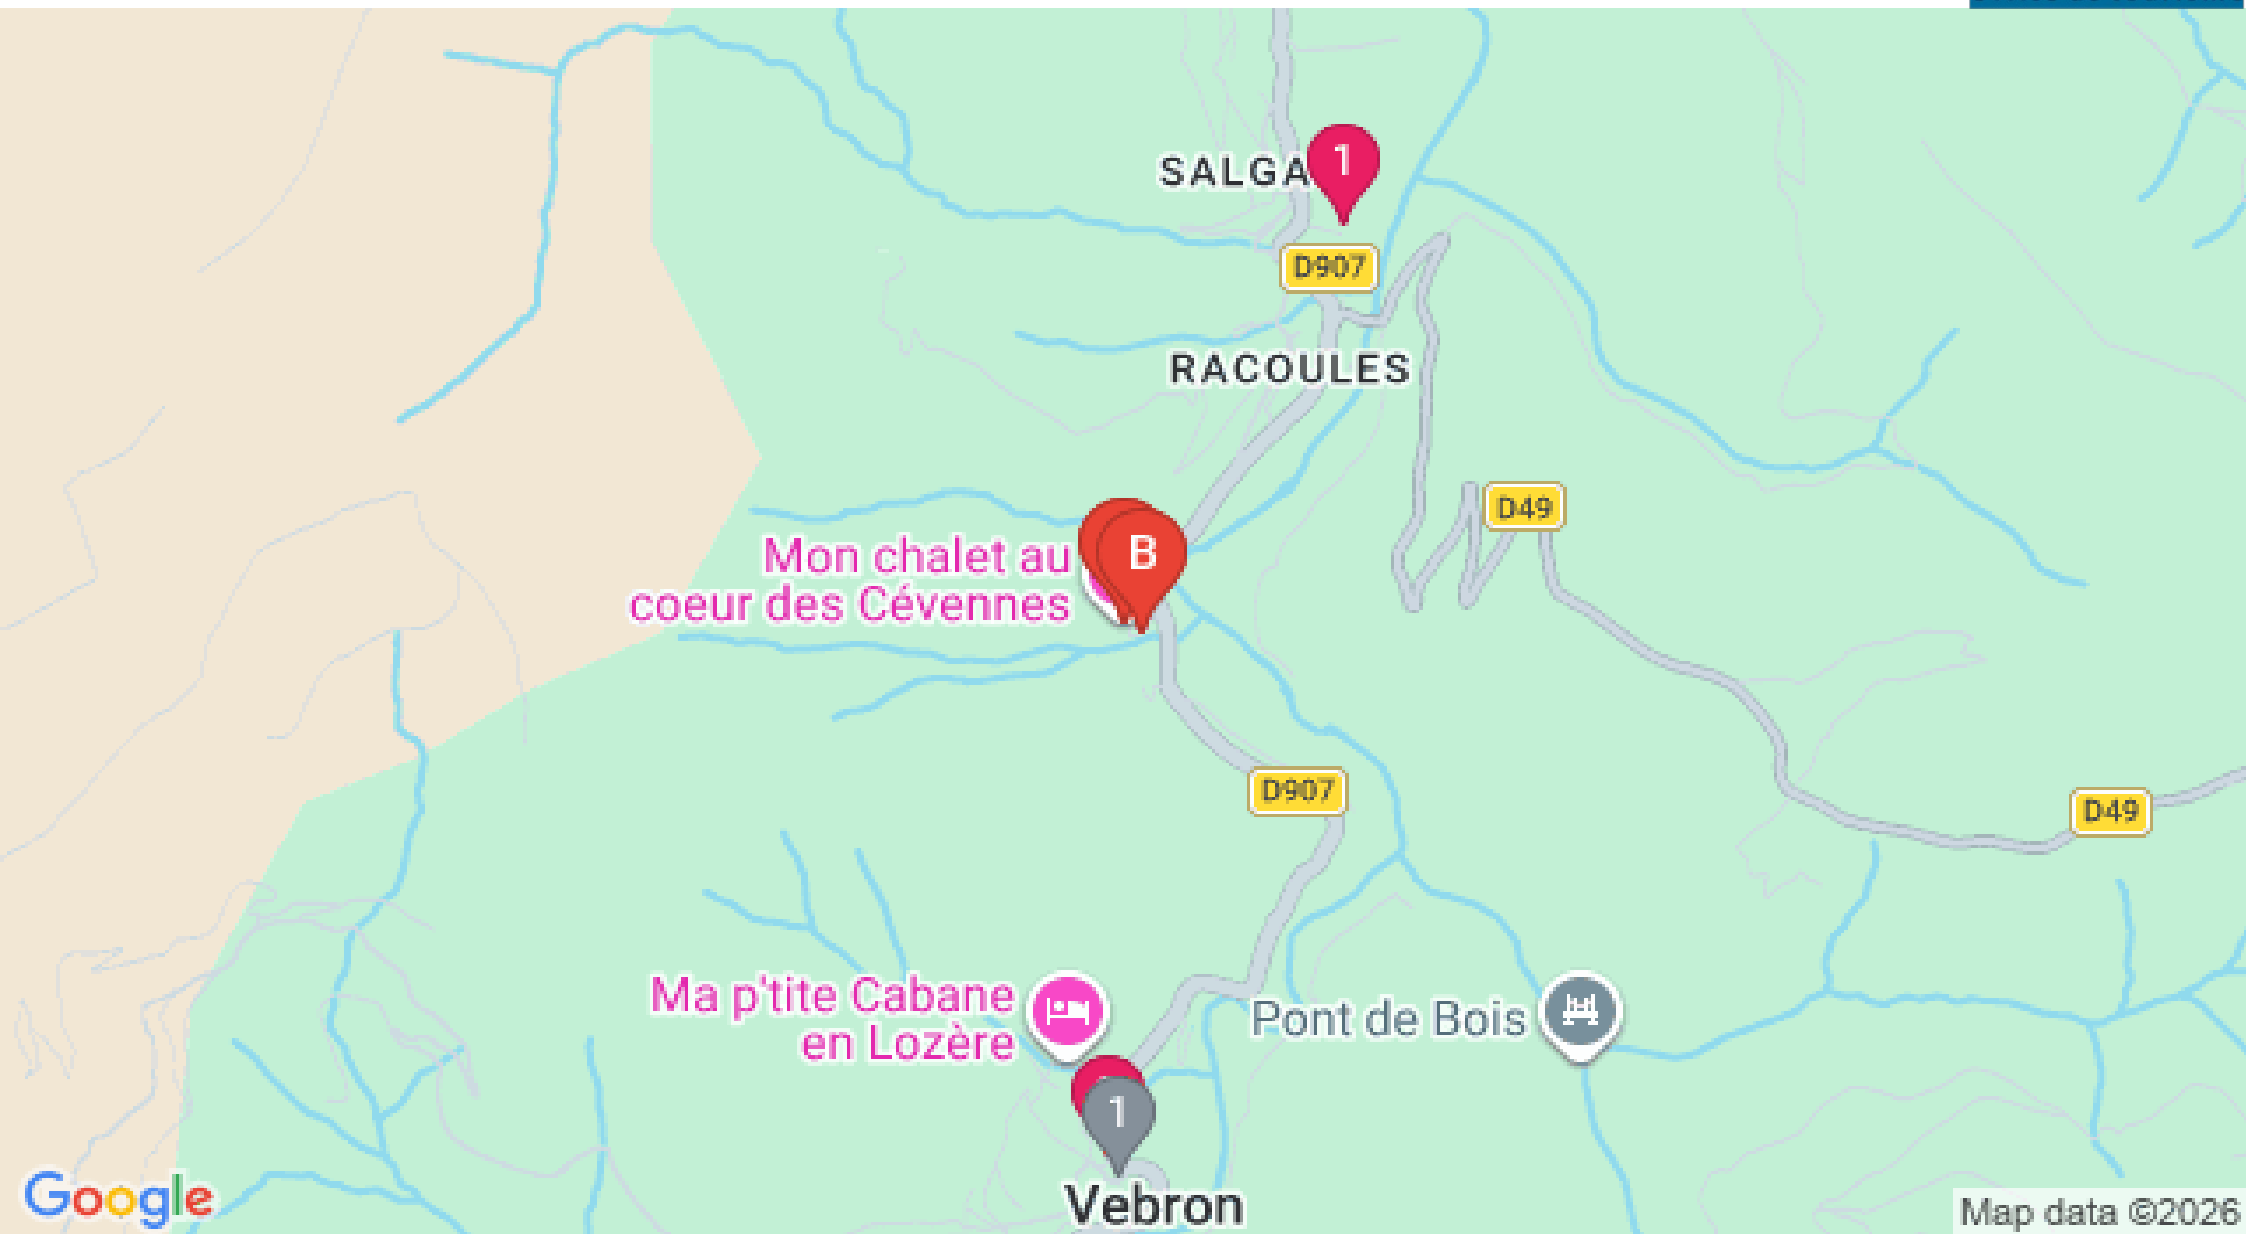 SALGA
1
D907
RACOULES
D49
B
Mon chalet au
coeur des Cévennes
D907
D49
Ma p'tite Cabane
en Lozère
Pont de Bois
1
Vebron
Google
Map data ©2026